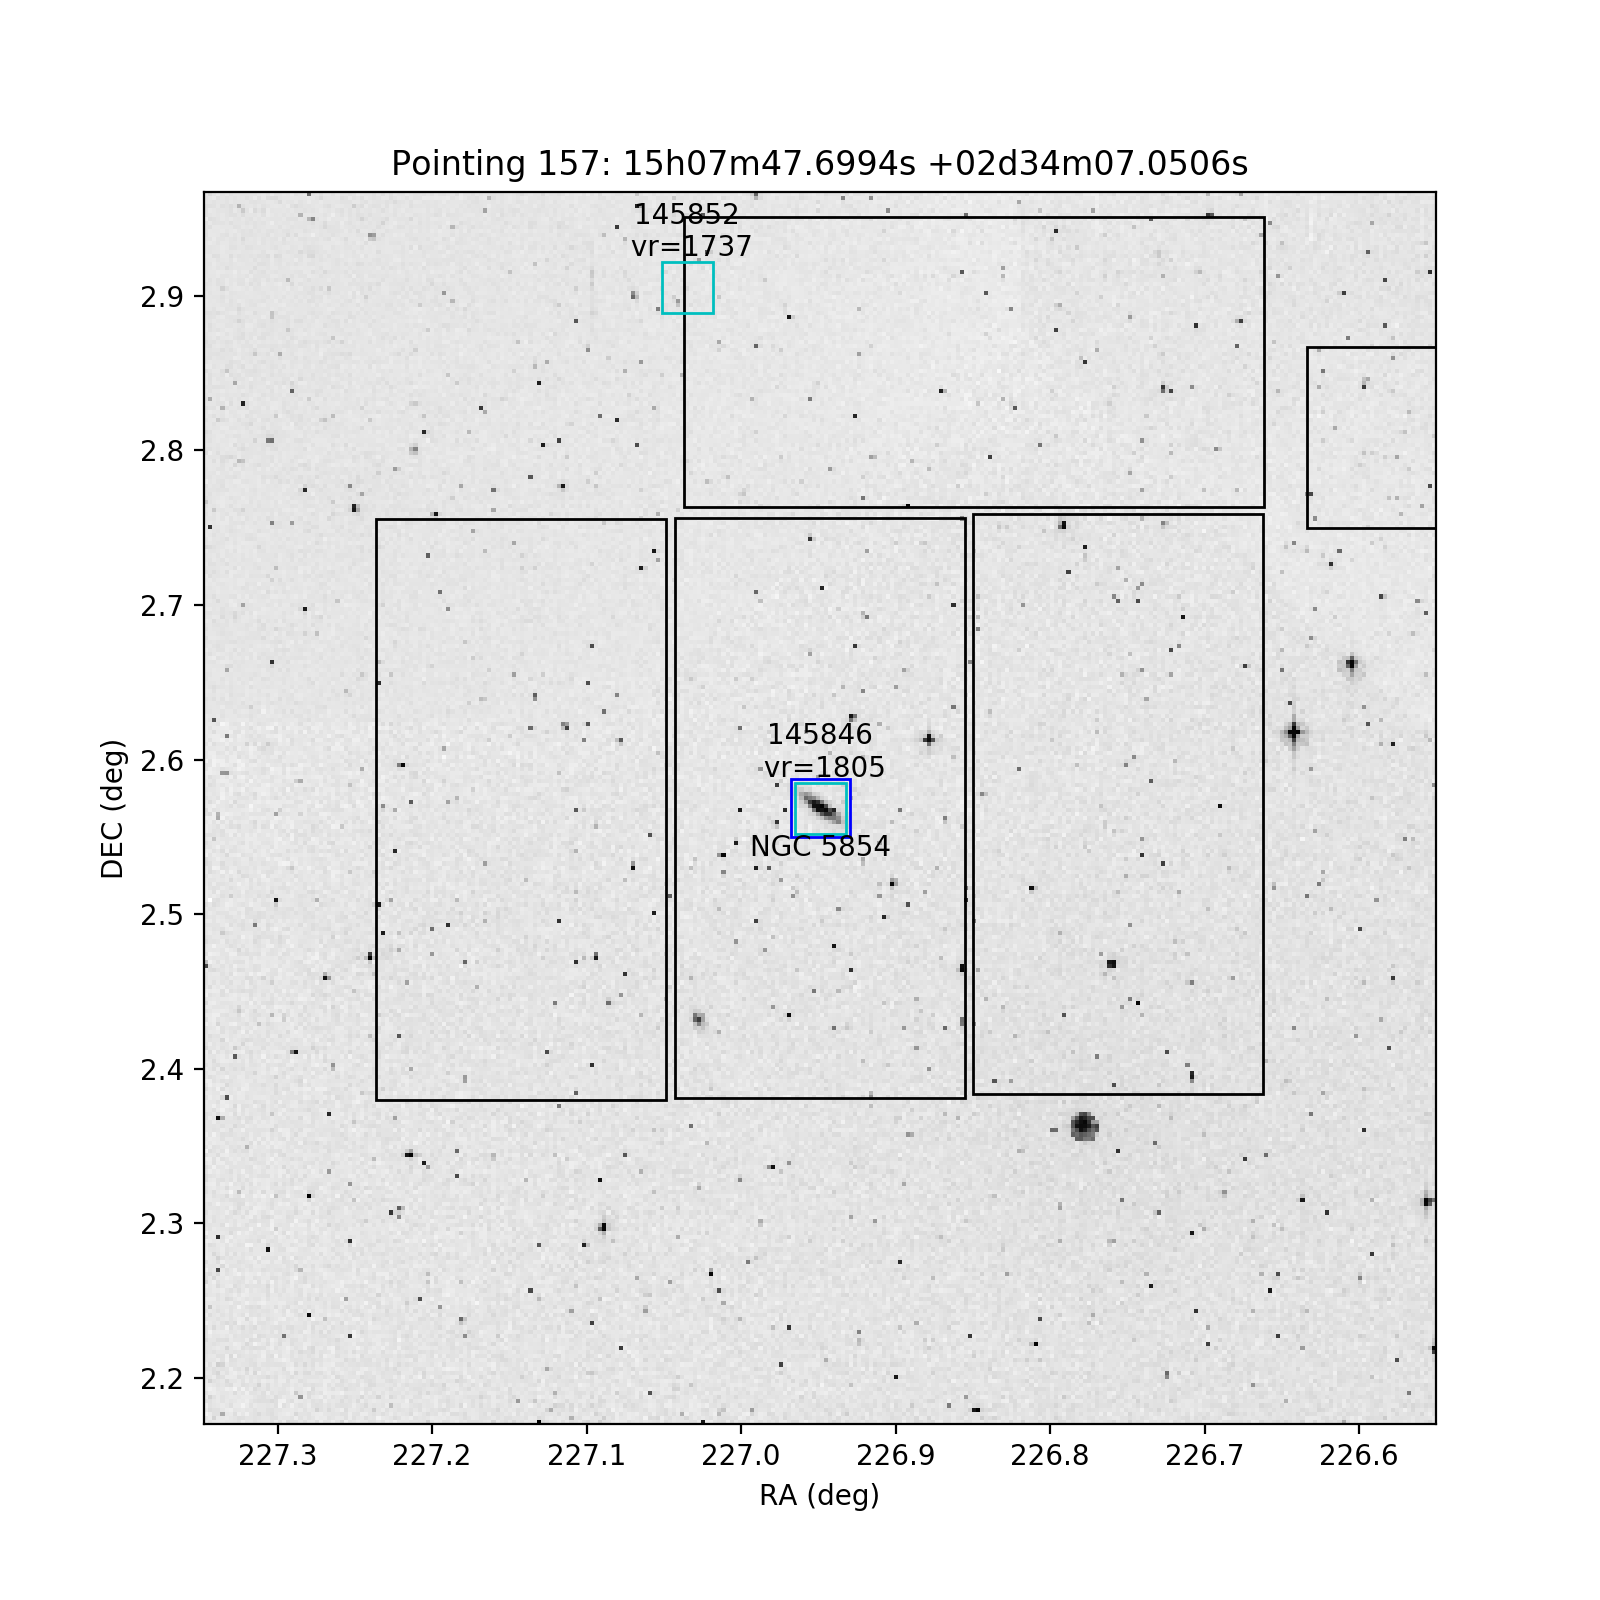 Pointing 157: 15h07m47.6994s +02d34m07.0506s
145852
vr=1737
145846
vr=1805
NGC 5854
DEC (deg)
2.9
2.8
2.7
2.6
2.5
2.4
2.3
2.2
227.3 227.2 227.1 227.0 226.9 226.8 226.7 226.6
RA (deg)